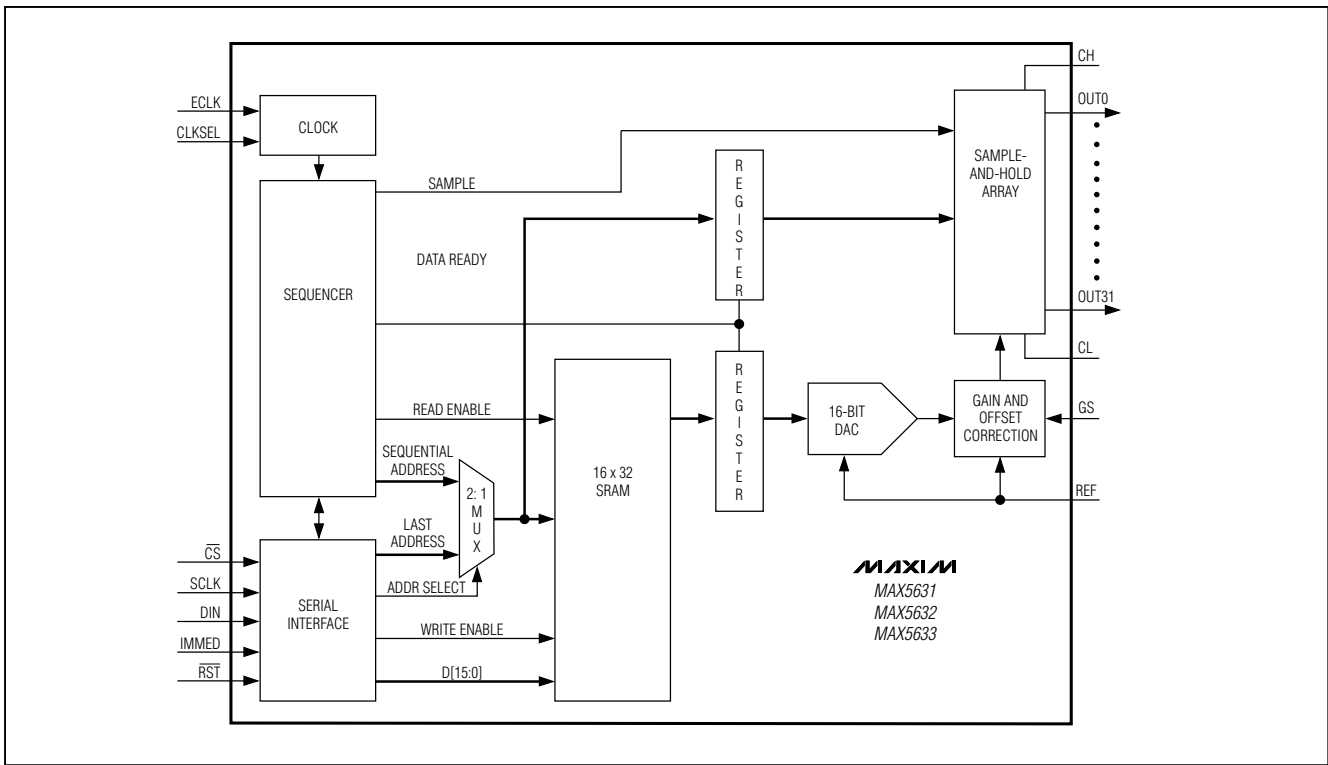 CH
ECLK
CLKSEL
CLOCK
OUT0
SAMPLE
SAMPLE-
AND-HOLD
ARRAY
R
E
G
I
S
T
E
R
DATA READY
SEQUENCER
OUT31
CL
R
E
G
I
S
T
E
R
READ ENABLE
SEQUENTIAL
ADDRESS
2: 1
M
U
X
16 x 32
SRAM
16-BIT
DAC
GAIN AND
OFFSET
CORRECTION
GS
REF
LAST
ADDRESS
ADDR SELECT
CS
SCLK
DIN
IMMED
RST
SERIAL
INTERFACE
WRITE ENABLE
D[15:0]
MAXIM
MAX5631
MAX5632
MAX5633